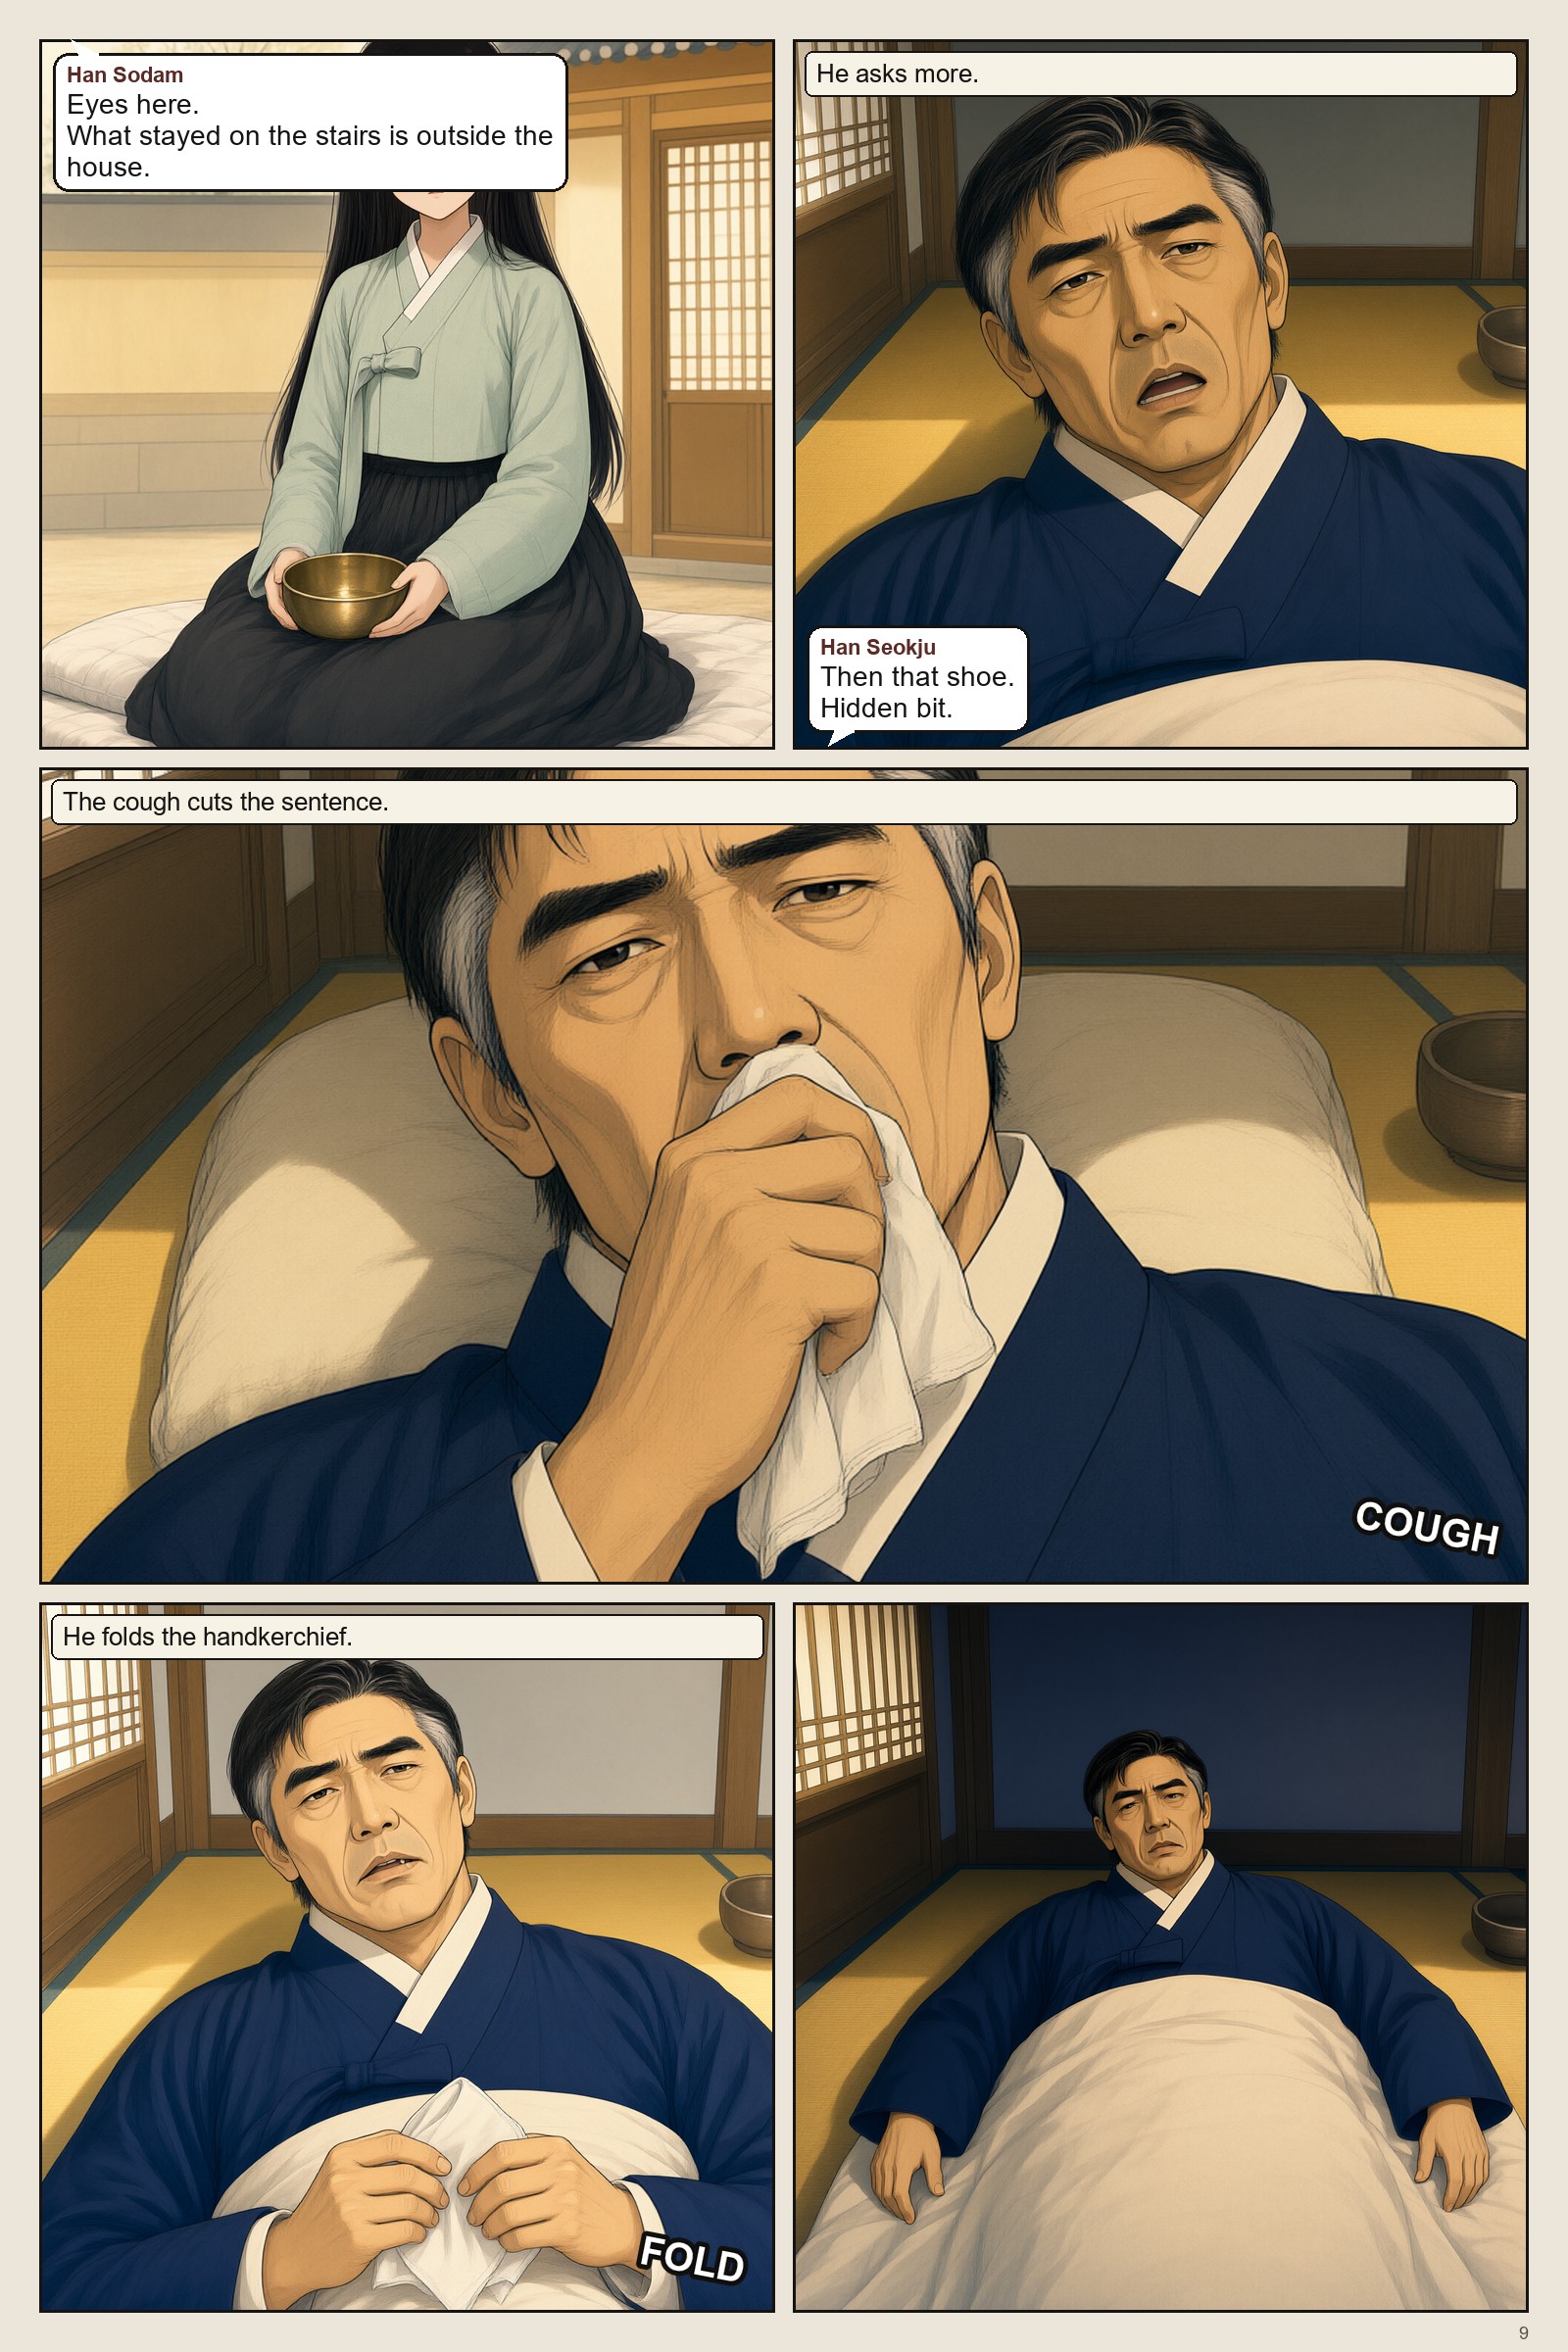 Han Sodam
Eyes here.
What stayed on the stairs is outside the
house.
He asks more.
Han Seokju
Then that shoe.
Hidden bit.
The cough cuts the sentence.
COUGH
He folds the handkerchief.
FOLD
9